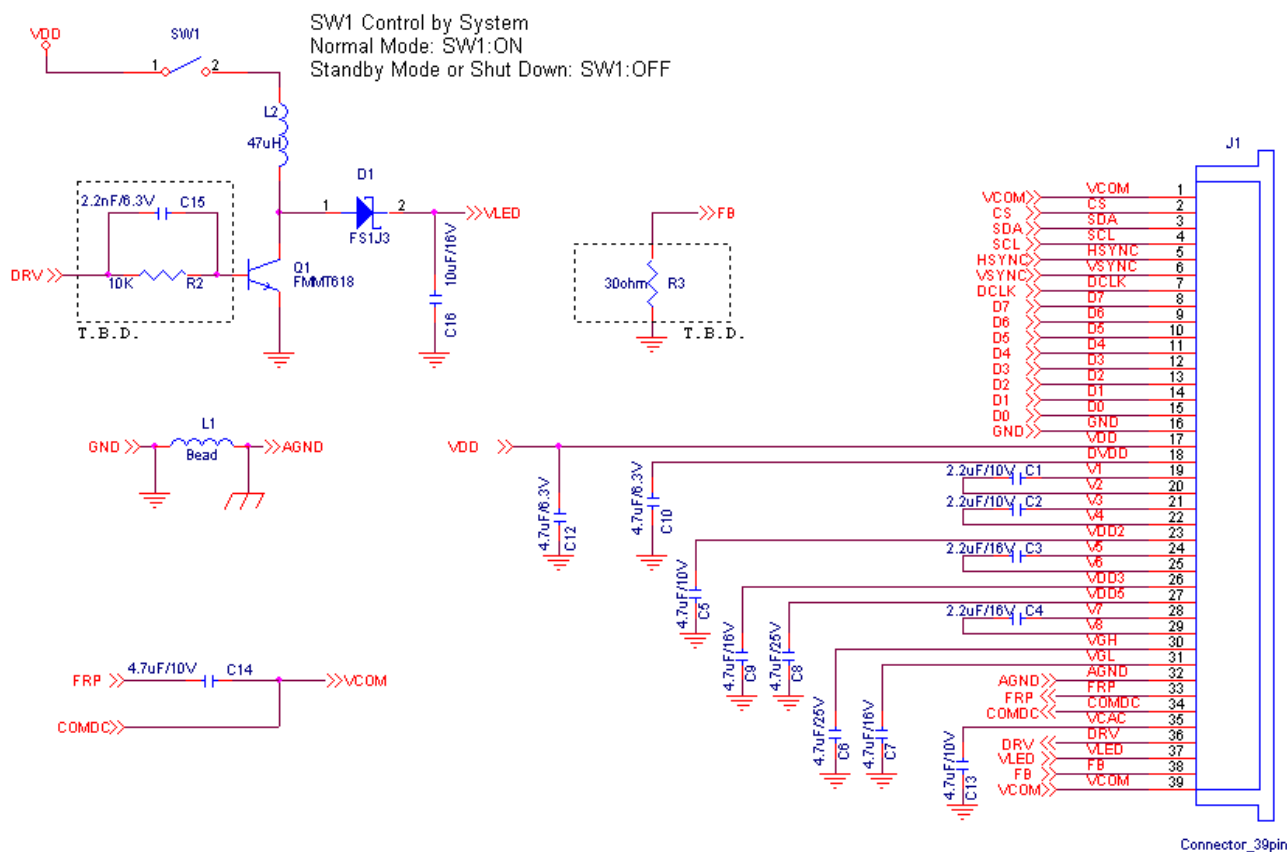 SW1 Control by System
Normal Mode: SW1:ON
Standby Mode or Shut Down: SW1:OFF
VDD
SW1
1
2
L2
47uH
D1
1
2
VLED
FS1J3
2.2nF/6.3V
C15
DRV
10K
R2
Q1
FMMT618
T.B.D.
10uF/16V
C16
FB
30ohm
R3
T.B.D.
GND
L1
Bead
AGND
VDD
4.7uF/6.3V
C12
4.7uF/6.3V
C10
4.7uF/10V
C5
4.7uF/16V
C9
4.7uF/25V
C8
4.7uF/25V
C6
4.7uF/16V
C7
4.7uF/10V
C13
FRP
4.7uF/10V
C14
VCOM
COMDC
J1
VCOM VCOM 1
CS CS 2
SDA SDA 3
SCL SCL 4
HSYNC HSYNC 5
VSYNC VSYNC 6
DCLK DCLK 7
D7 D7 8
D6 D6 9
D5 D5 10
D4 D4 11
D3 D3 12
D2 D2 13
D1 D1 14
D0 D0 15
GND GND 16
VDD 17
DVDD 18
2.2uF/10V C1 V1 19
V2 20
2.2uF/10V C2 V3 21
V4 22
VDD2 23
2.2uF/16V C3 V5 24
V6 25
VDD3 26
VDD5 27
2.2uF/16V C4 V7 28
V8 29
VGH 30
VGL 31
AGND AGND 32
FRP FRP 33
COMDC COMDC 34
VCAC 35
DRV DRV 36
VLED VLED 37
FB FB 38
VCOM VCOM 39
Connector_39pin